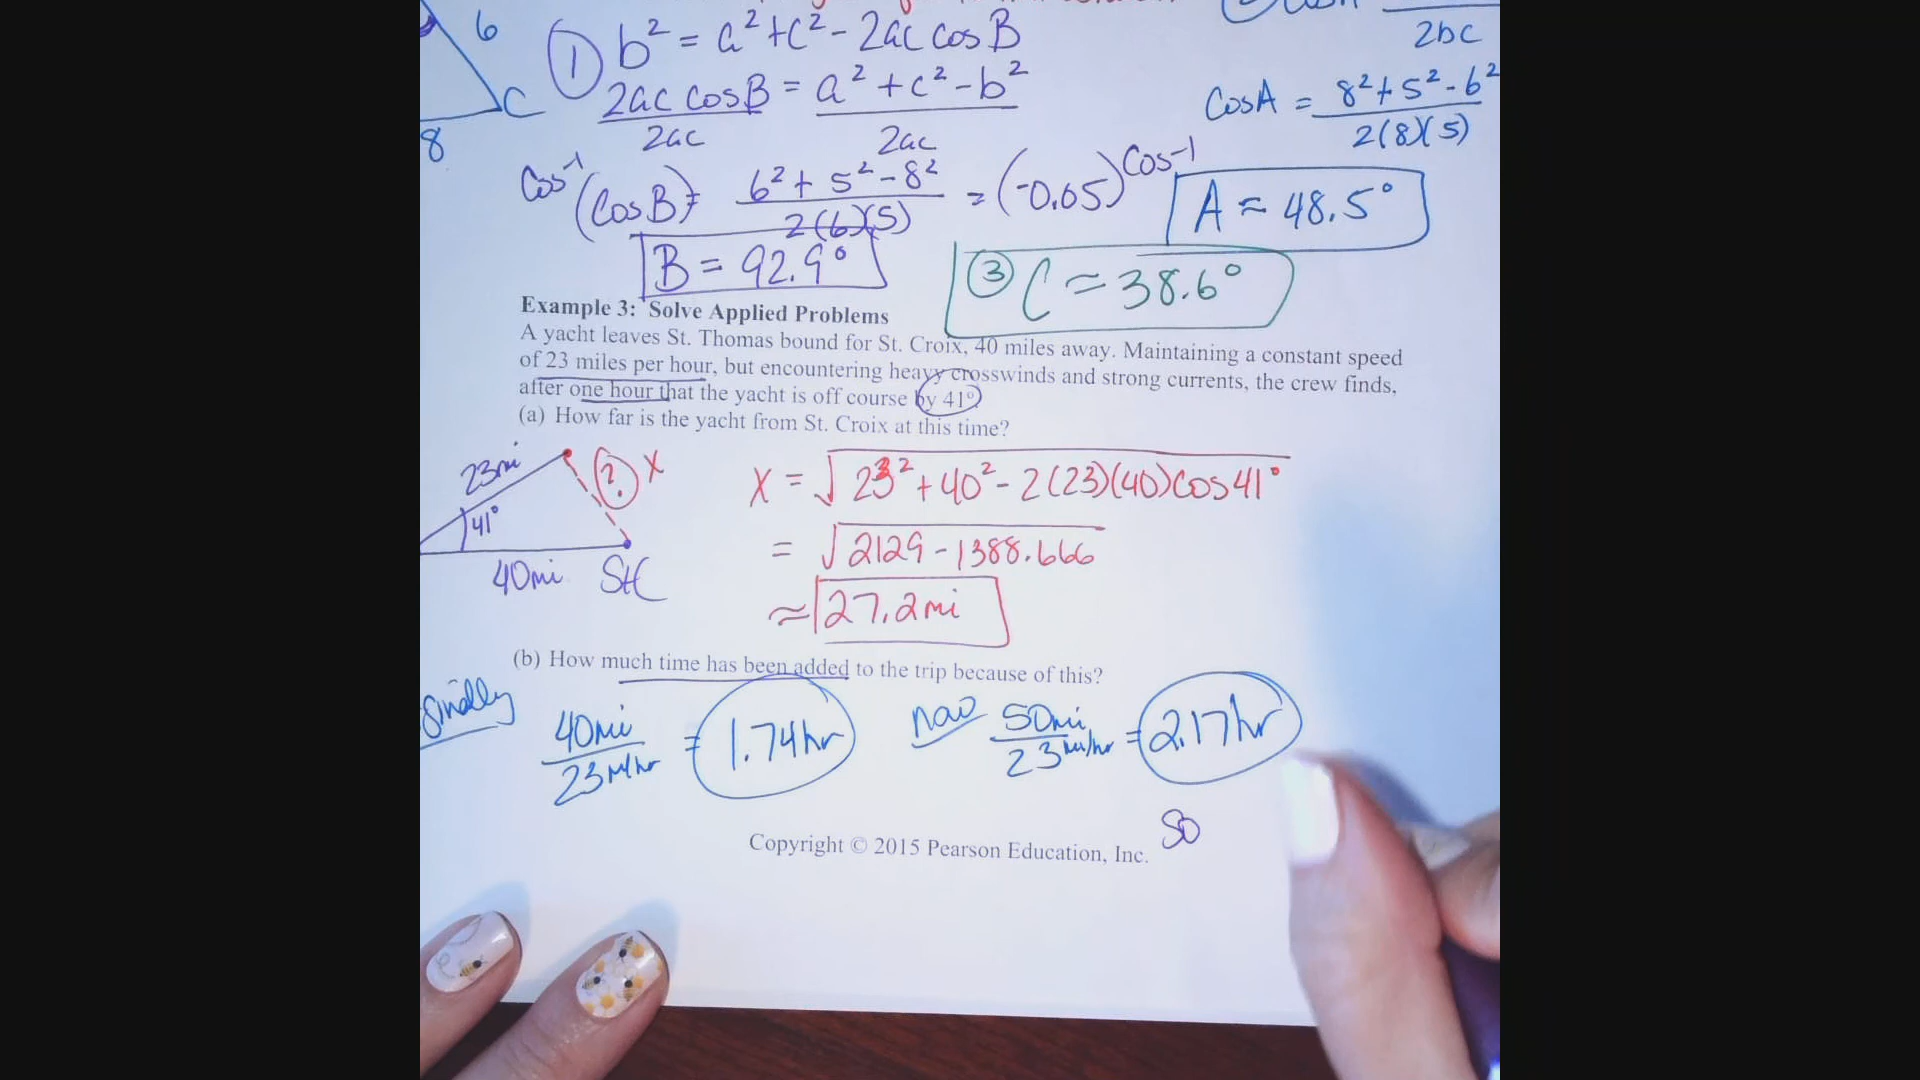 6
C
8
① b² = a² + c² - 2ac cos B
2ac cos B = a² + c² - b²
2ac 2ac
cos⁻¹ (cos B) = 6² + 5² - 8² = (-0.05) cos⁻¹
2(6)(5)
B = 92.9°
2bc
cos A = 8² + 5² - 6²
2(8)(5)
A ≈ 48.5°
③ C ≈ 38.6°
Example 3: Solve Applied Problems
A yacht leaves St. Thomas bound for St. Croix, 40 miles away. Maintaining a constant speed
of 23 miles per hour, but encountering heavy crosswinds and strong currents, the crew finds,
after one hour that the yacht is off course by 41°.
(a) How far is the yacht from St. Croix at this time?
23mi
? x
41°
40mi StC
x = √23² + 40² - 2(23)(40)cos41°
= √2129 - 1388.666
≈ 27.2mi
(b) How much time has been added to the trip because of this?
40mi
23mi/hr
= 1.74hr
now 50mi
23mi/hr
= 2.17hr
So
Copyright © 2015 Pearson Education, Inc.